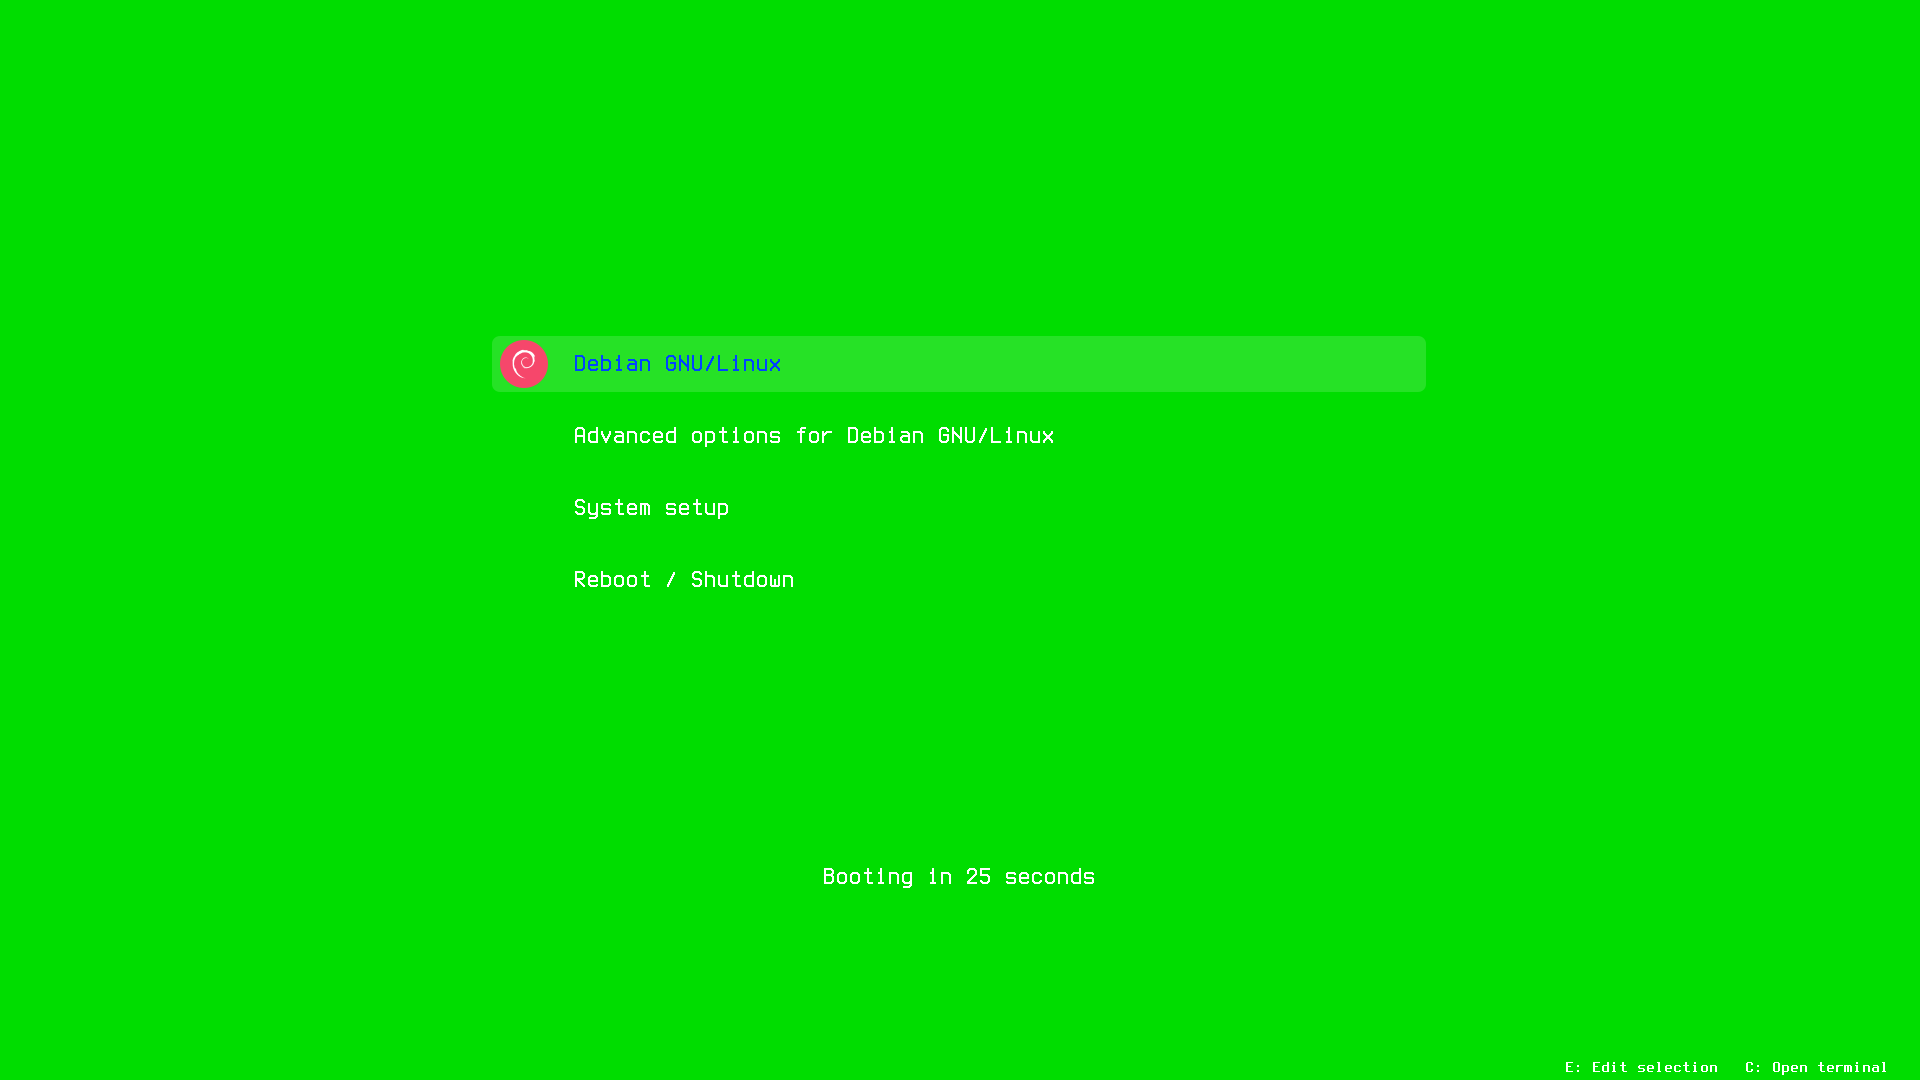 Debian GNU/Linux
Advanced options for Debian GNU/Linux
System setup
Reboot / Shutdown
Booting in 25 seconds
E: Edit selection   C: Open terminal